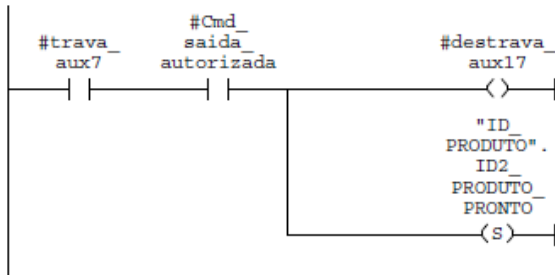 #trava_
aux7
#Cmd_
saida_
autorizada
#destrava_
aux17
"ID_
PRODUTO".
ID2_
PRODUTO_
PRONTO
S